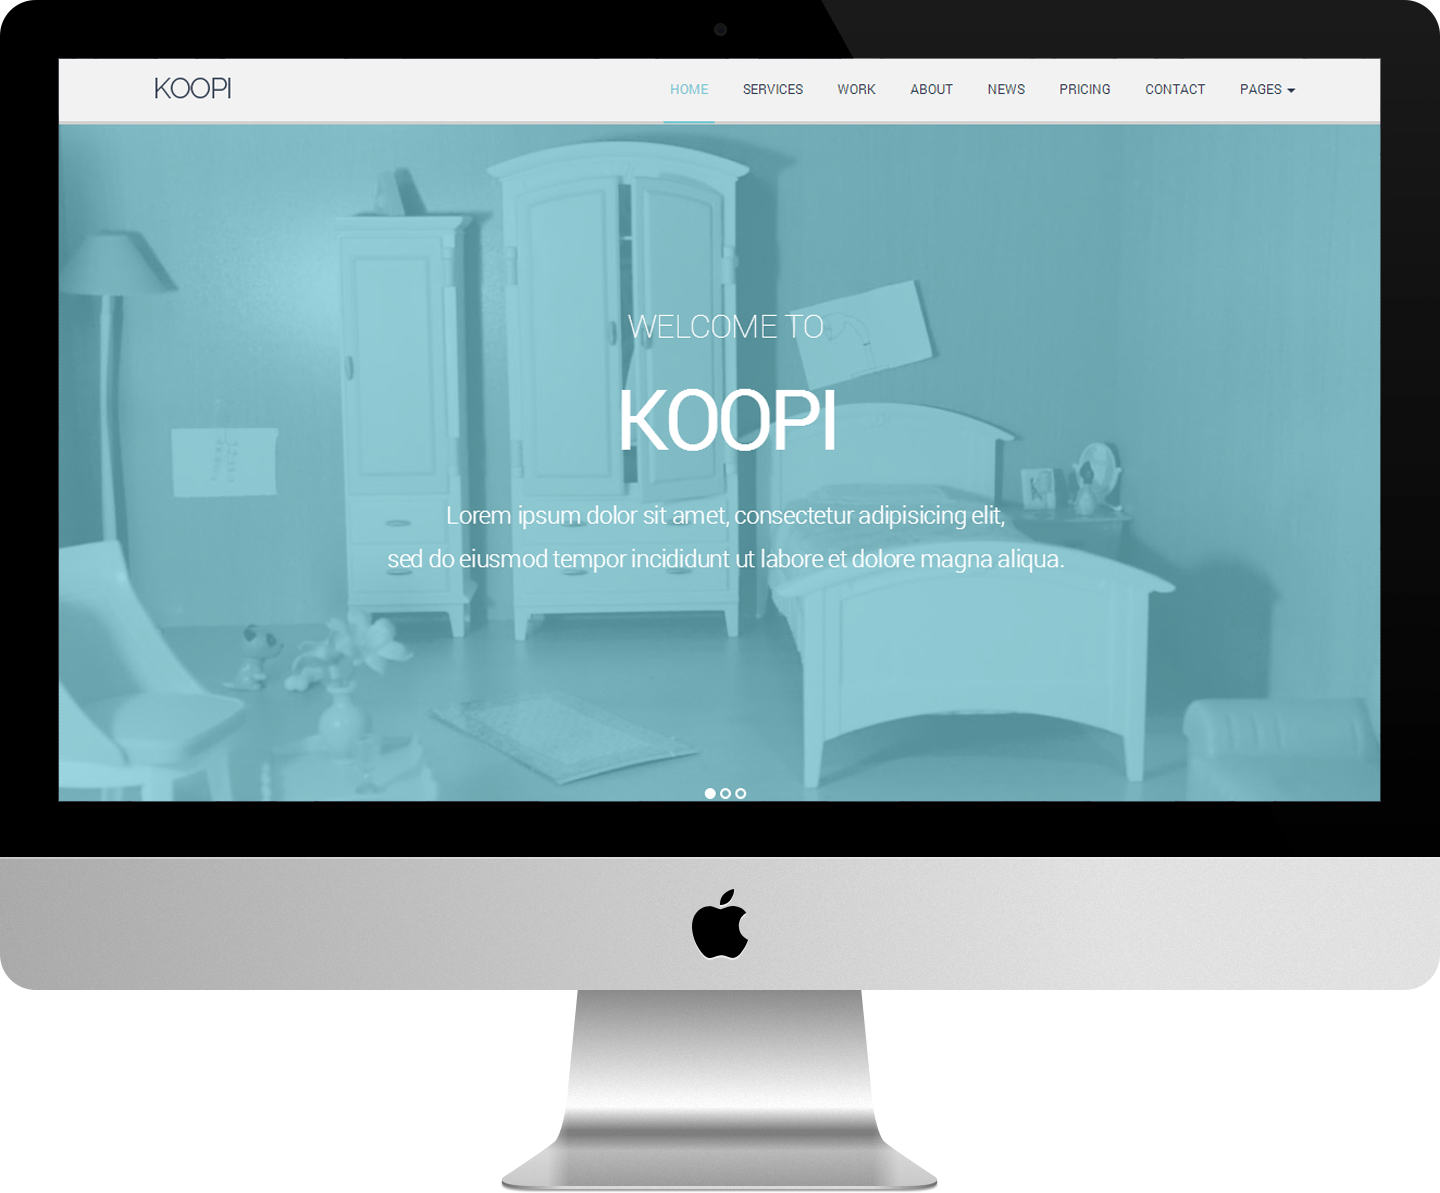 KOOPI
HOME SERVICES WORK ABOUT NEWS PRICING CONTACT PAGES
WELCOME TO
KOOPI
Lorem ipsum dolor sit amet, consectetur adipisicing elit,
sed do eiusmod tempor incididunt ut labore et dolore magna aliqua.